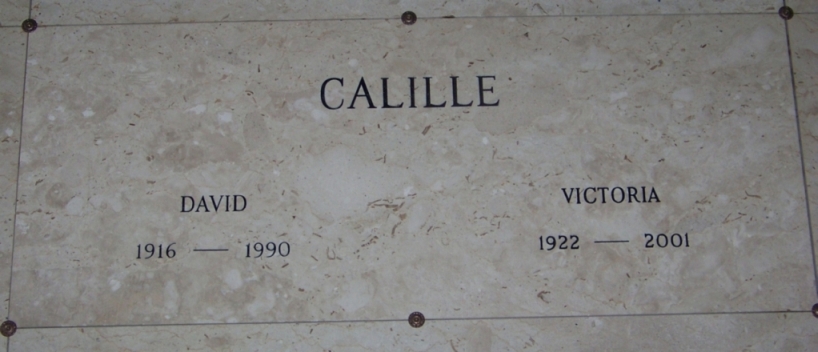 CALILLE
DAVID VICTORIA
1916 — 1990 1922 — 2001